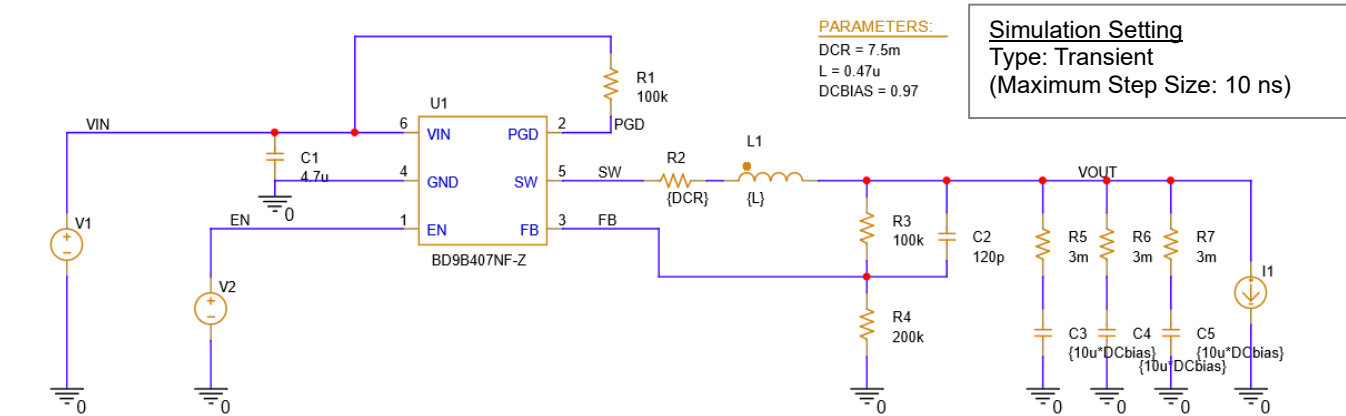 PARAMETERS:
DCR = 7.5m
L = 0.47u
DCBIAS = 0.97
Simulation Setting
Type: Transient
(Maximum Step Size: 10 ns)
R1
100k
U1
VIN
6
VIN
PGD
2
PGD
C1
4.7u
4
GND
SW
5
SW
R2
{DCR}
L1
{L}
VOUT
0
EN
1
EN
FB
3
FB
BD9B407NF-Z
V1
V2
R3
100k
C2
120p
R5
3m
R6
3m
R7
3m
I1
R4
200k
C3
{10u*DCbias}
C4
{10u*DCbias}
C5
{10u*DCbias}
0
0
0
0
0
0
0